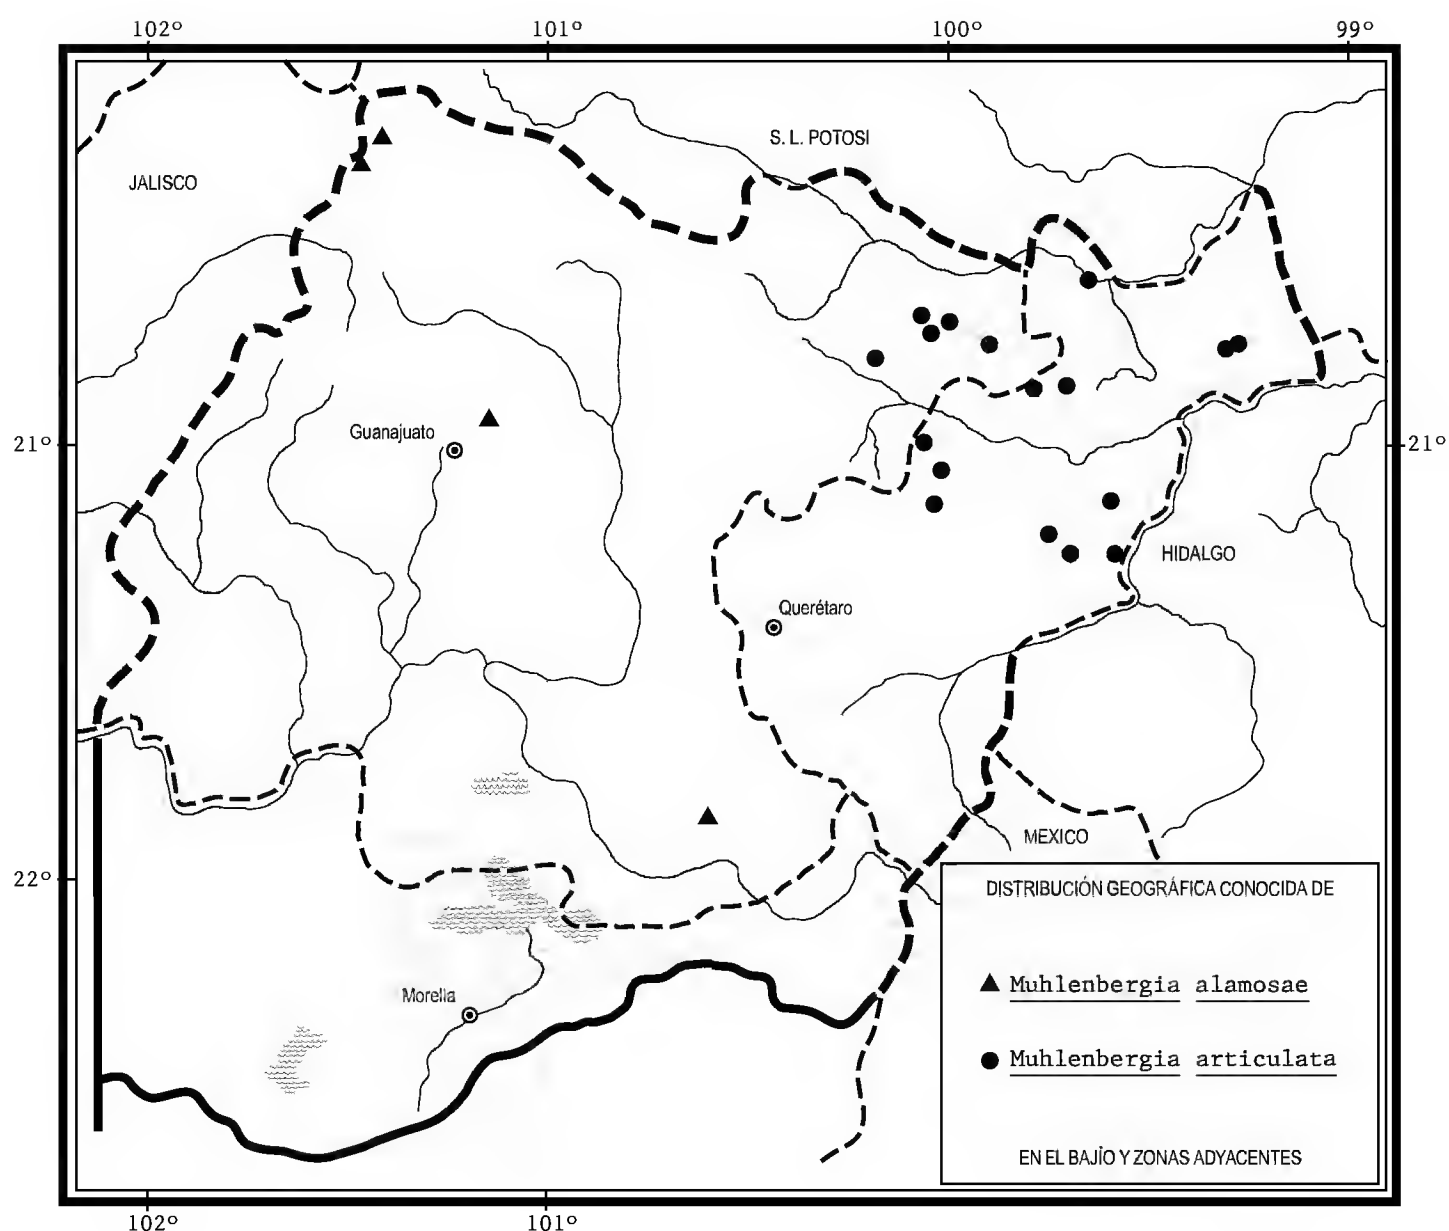 102° 101° 100° 99°
S. L. POTOSI
JALISCO
Guanajuato
21° 21°
HIDALGO
Querétaro
MEXICO
22°
DISTRIBUCIÓN GEOGRÁFICA CONOCIDA DE
Muhlenbergia alamosae
Morelia
Muhlenbergia articulata
EN EL BAJÍO Y ZONAS ADYACENTES
102° 101°